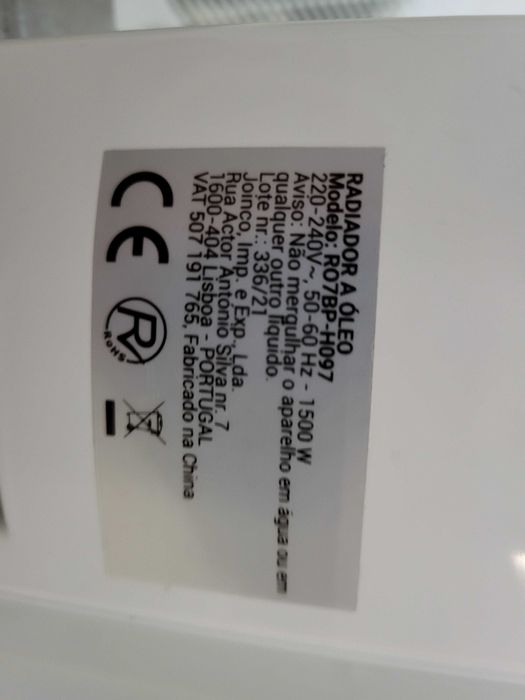 RADIADOR A ÓLEO
Modelo: RO7BP-H097
220-240V~, 50-60 Hz - 1500 W
Aviso: Não mergulhar o aparelho em água ou em
qualquer outro líquido.
Lote nr.: 336/21
Joinco, Imp. e Exp., Lda.
Rua Actor António Silva nr. 7
1600-404 Lisboa - PORTUGAL
VAT 507 191 765, Fabricado na China
CE
R
ROHS